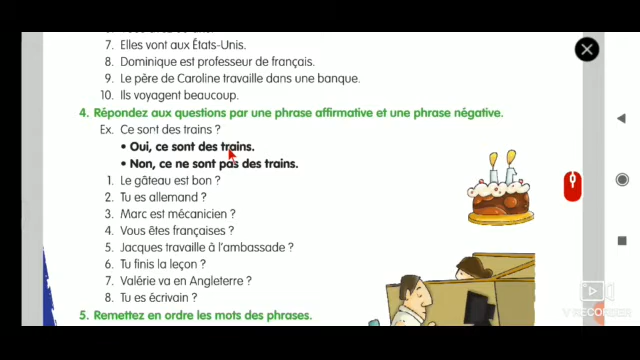 7. Elles vont aux États-Unis.
8. Dominique est professeur de français.
9. Le père de Caroline travaille dans une banque.
10. Ils voyagent beaucoup.
4. Répondez aux questions par une phrase affirmative et une phrase négative.
Ex. Ce sont des trains ?
• Oui, ce sont des trains.
• Non, ce ne sont pas des trains.
1. Le gâteau est bon ?
2. Tu es allemand ?
3. Marc est mécanicien ?
4. Vous êtes françaises ?
5. Jacques travaille à l'ambassade ?
6. Tu finis la leçon ?
7. Valérie va en Angleterre ?
8. Tu es écrivain ?
5. Remettez en ordre les mots des phrases.
V RECORDER